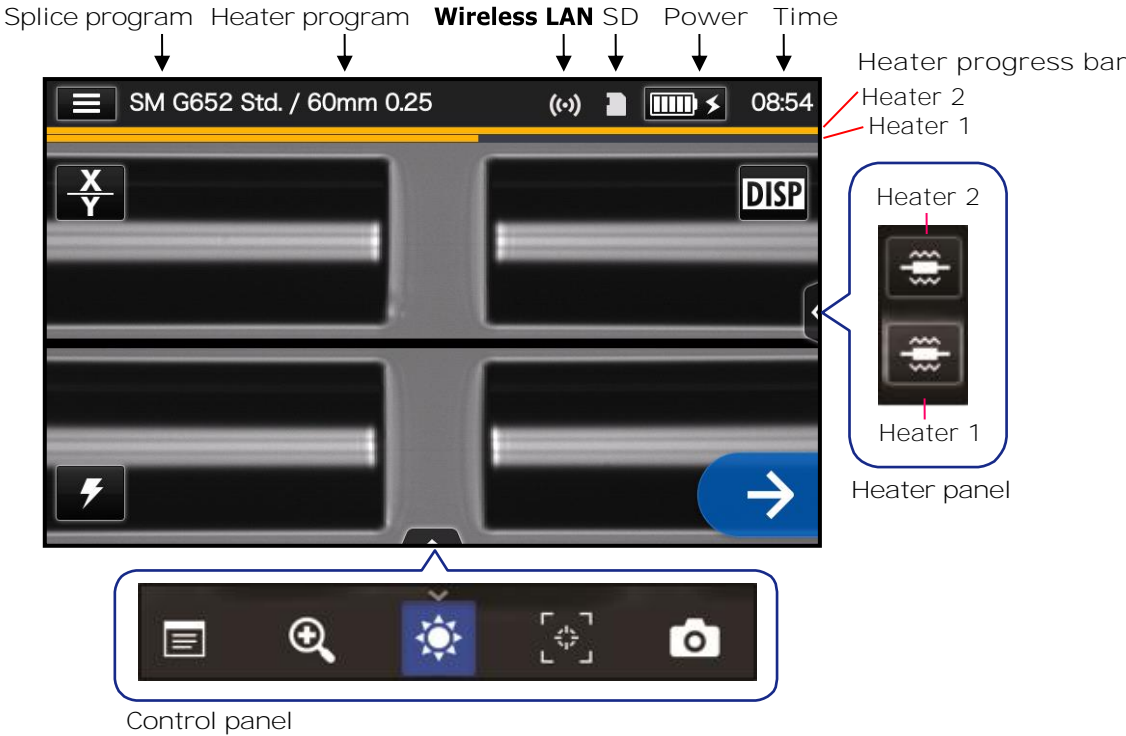 Splice program Heater program Wireless LAN SD Power Time
Heater progress bar
SM G652 Std. / 60mm 0.25 08:54
Heater 2
Heater 1
X
Y
DISP
Heater 2
Heater 1
Heater panel
Control panel